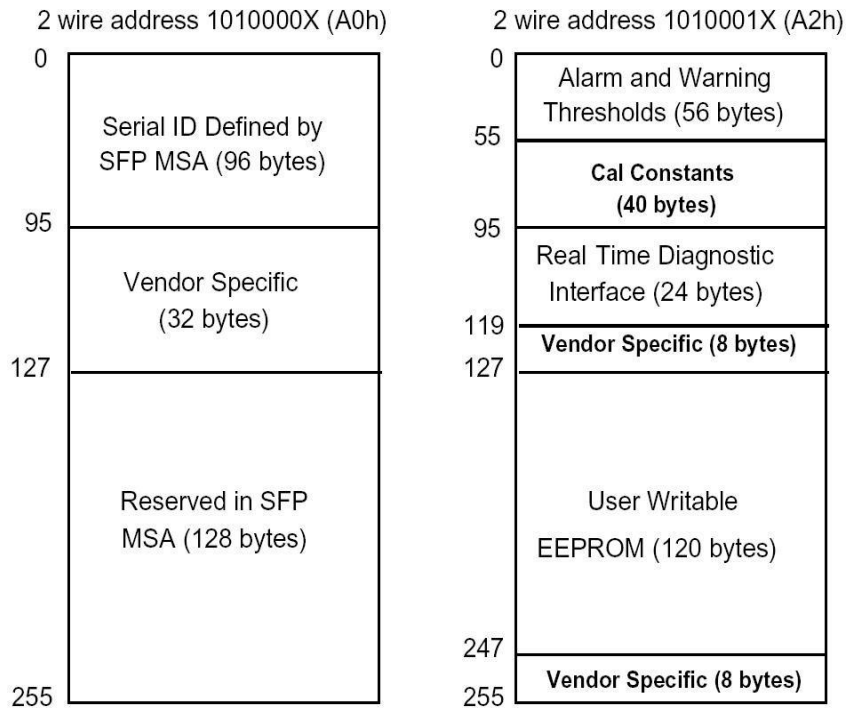 2 wire address 1010000X (A0h)
0
Serial ID Defined by
SFP MSA (96 bytes)
95
Vendor Specific
(32 bytes)
127
Reserved in SFP
MSA (128 bytes)
255
2 wire address 1010001X (A2h)
0
Alarm and Warning
Thresholds (56 bytes)
55
Cal Constants
(40 bytes)
95
Real Time Diagnostic
Interface (24 bytes)
119
Vendor Specific (8 bytes)
127
User Writable
EEPROM (120 bytes)
247
Vendor Specific (8 bytes)
255